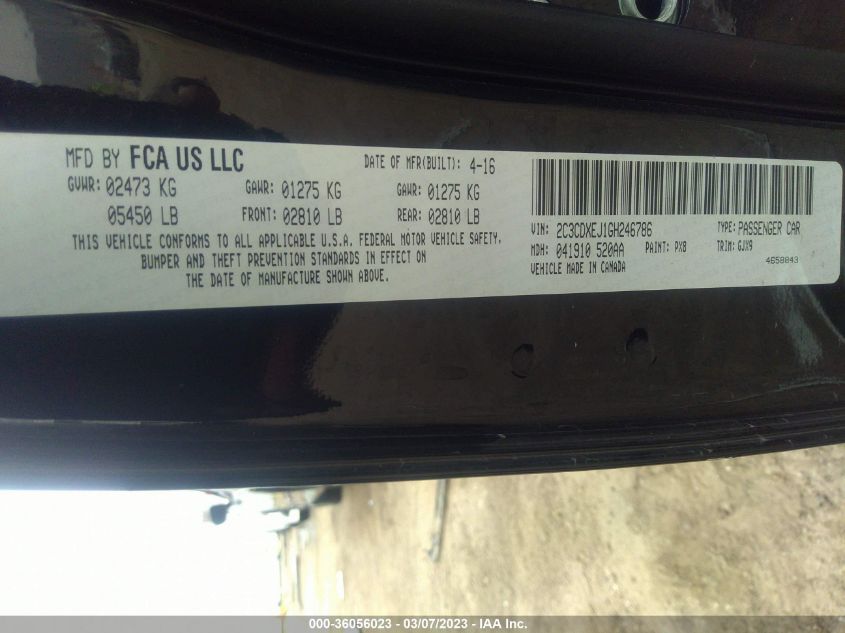 MFD BY FCA US LLC DATE OF MFR(BUILT): 4-16
GVWR: 02473 KG GAWR: 01275 KG GAWR: 01275 KG
05450 LB FRONT: 02810 LB REAR: 02810 LB
THIS VEHICLE CONFORMS TO ALL APPLICABLE U.S.A. FEDERAL MOTOR VEHICLE SAFETY,
BUMPER AND THEFT PREVENTION STANDARDS IN EFFECT ON
THE DATE OF MANUFACTURE SHOWN ABOVE.
VIN: 2C3CDXEJ1GH246786 TYPE: PASSENGER CAR
MDH: 041910 520AA PAINT: PX8 TRIM: GJX9
VEHICLE MADE IN CANADA 4658843
000-36056023 — 03/07/2023 — IAA Inc.